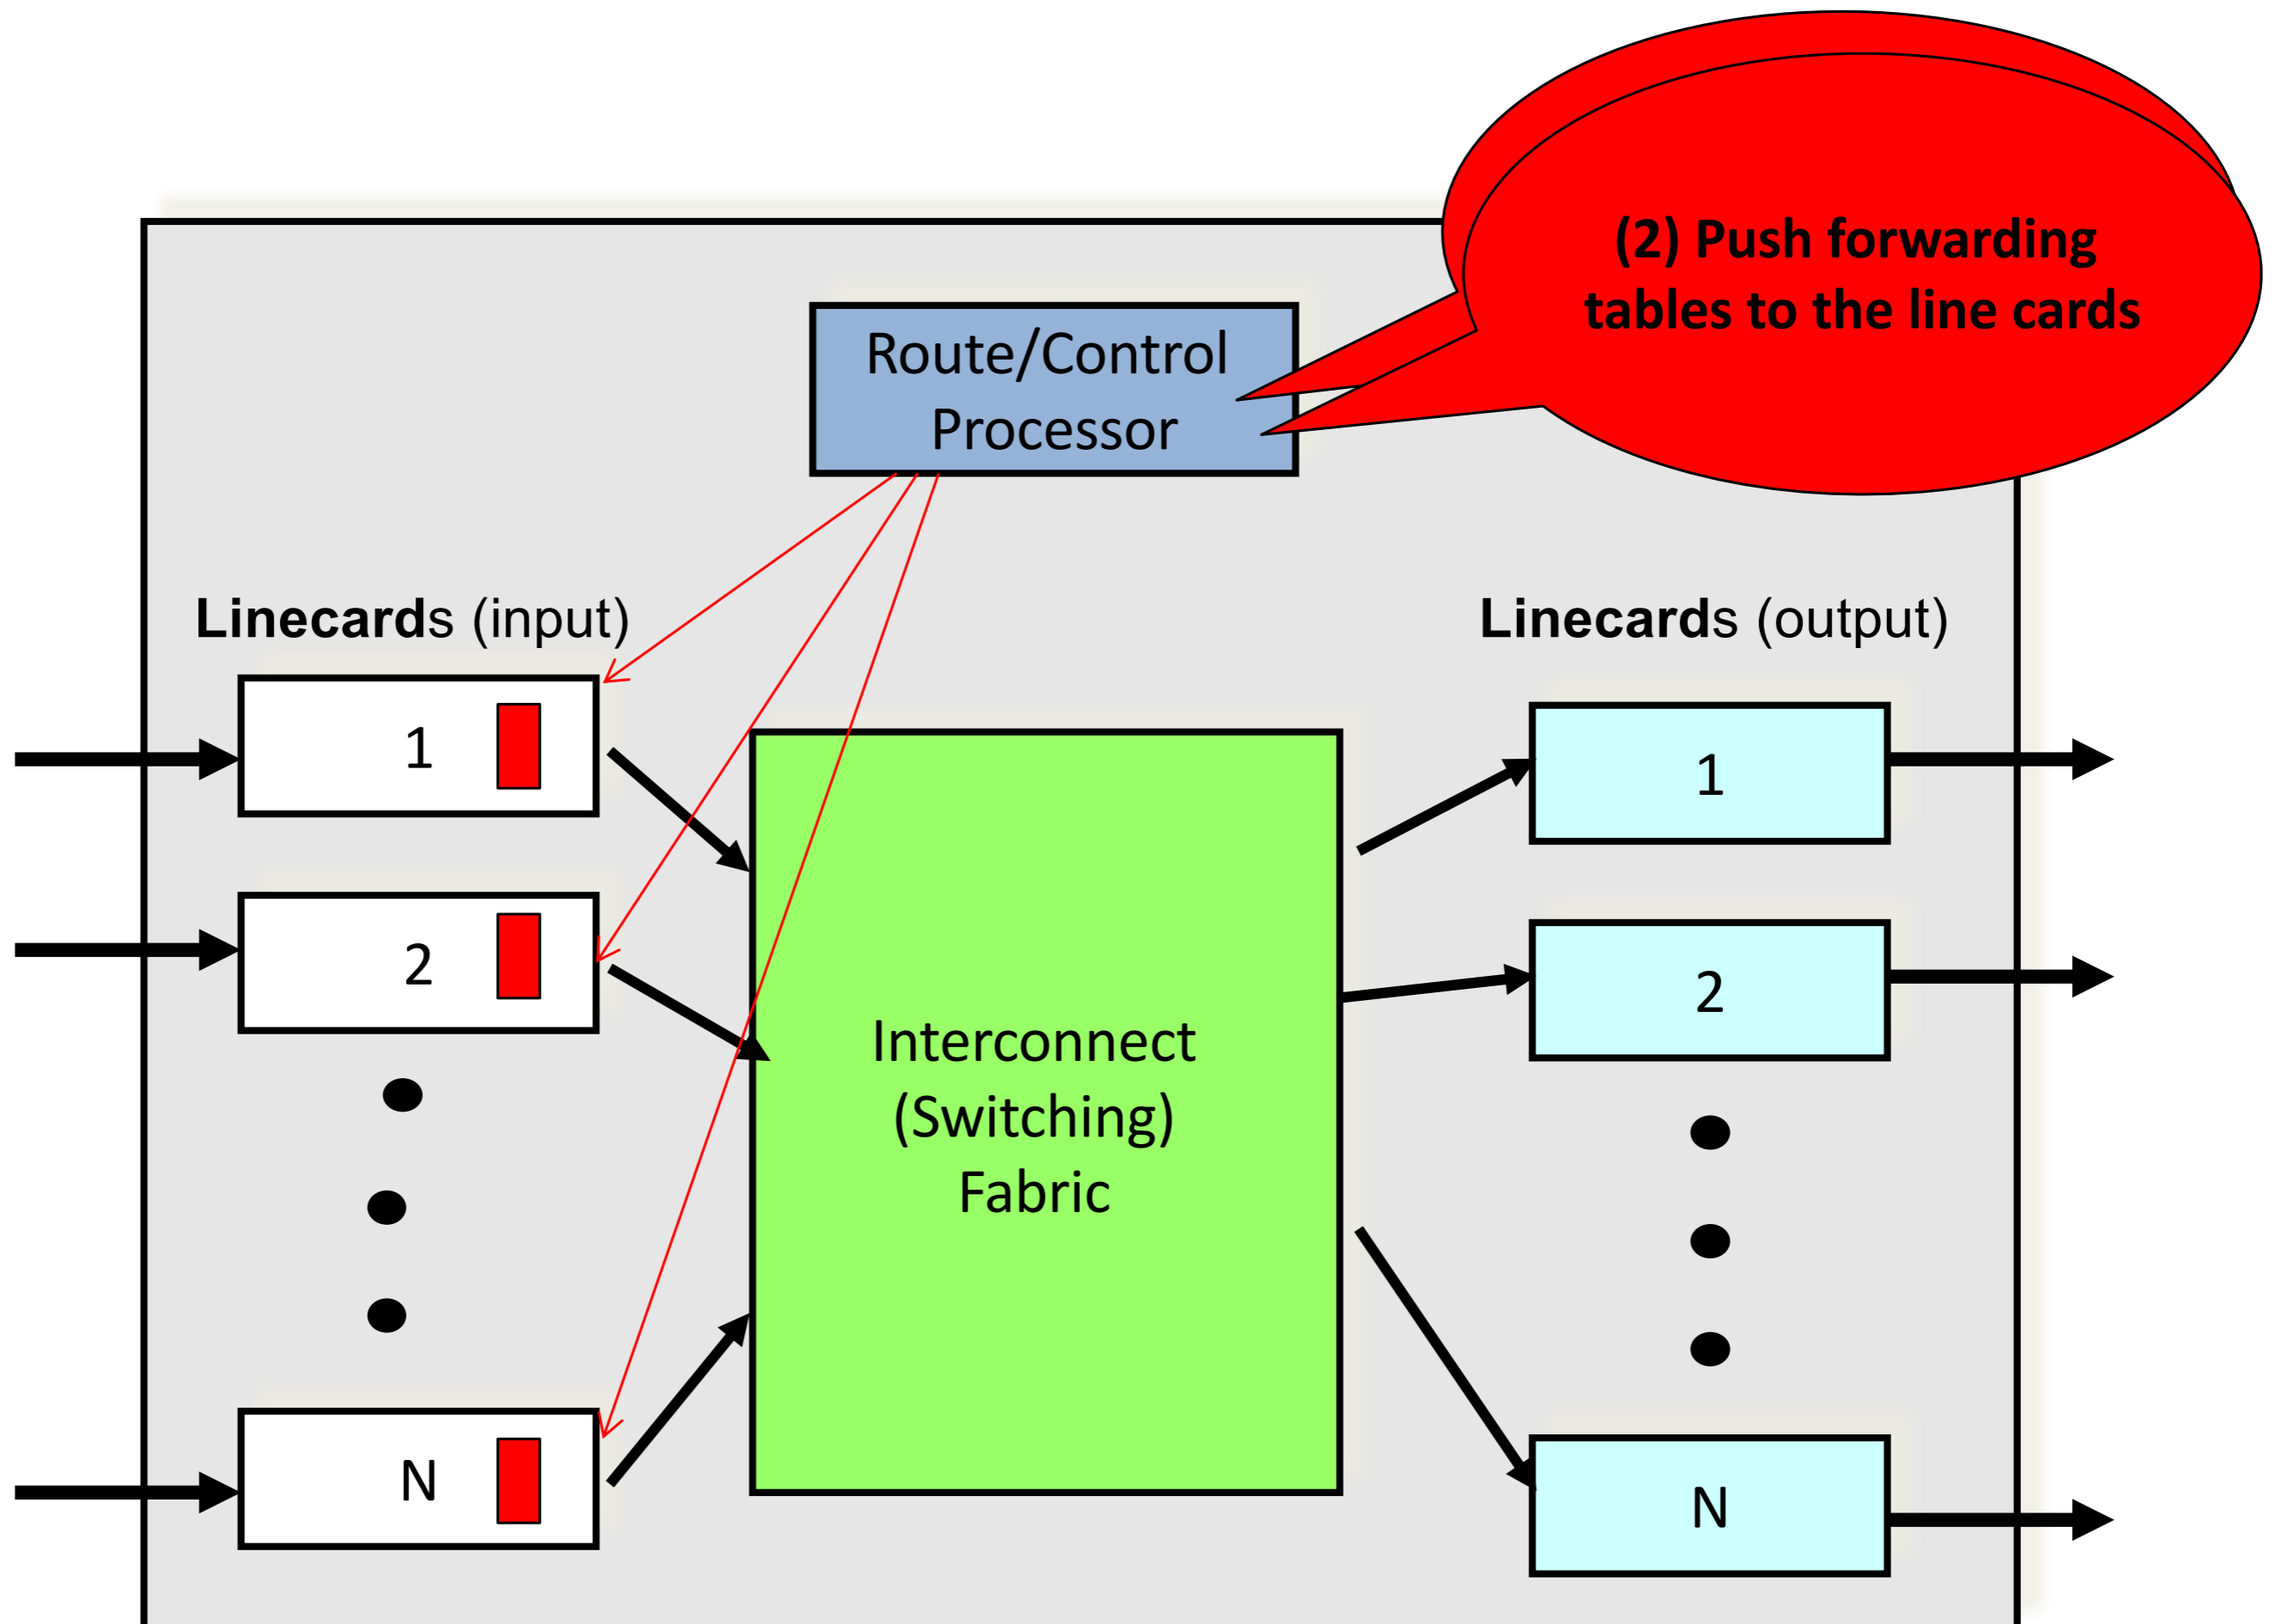 (2) Push forwarding
tables to the line cards
Route/Control
Processor
Linecards (input)
Linecards (output)
1
2
N
Interconnect
(Switching)
Fabric
1
2
N